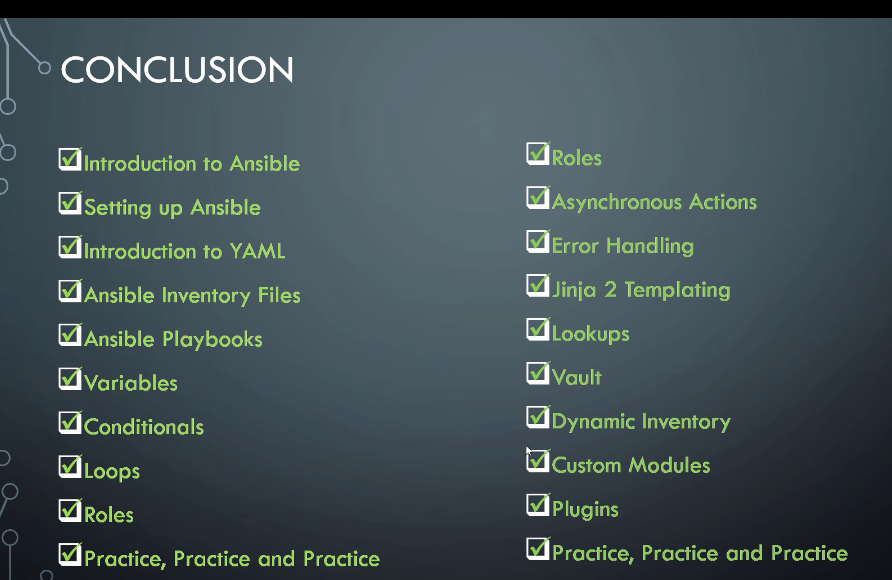 CONCLUSION
Introduction to Ansible
Setting up Ansible
Introduction to YAML
Ansible Inventory Files
Ansible Playbooks
Variables
Conditionals
Loops
Roles
Practice, Practice and Practice
Roles
Asynchronous Actions
Error Handling
Jinja 2 Templating
Lookups
Vault
Dynamic Inventory
Custom Modules
Plugins
Practice, Practice and Practice